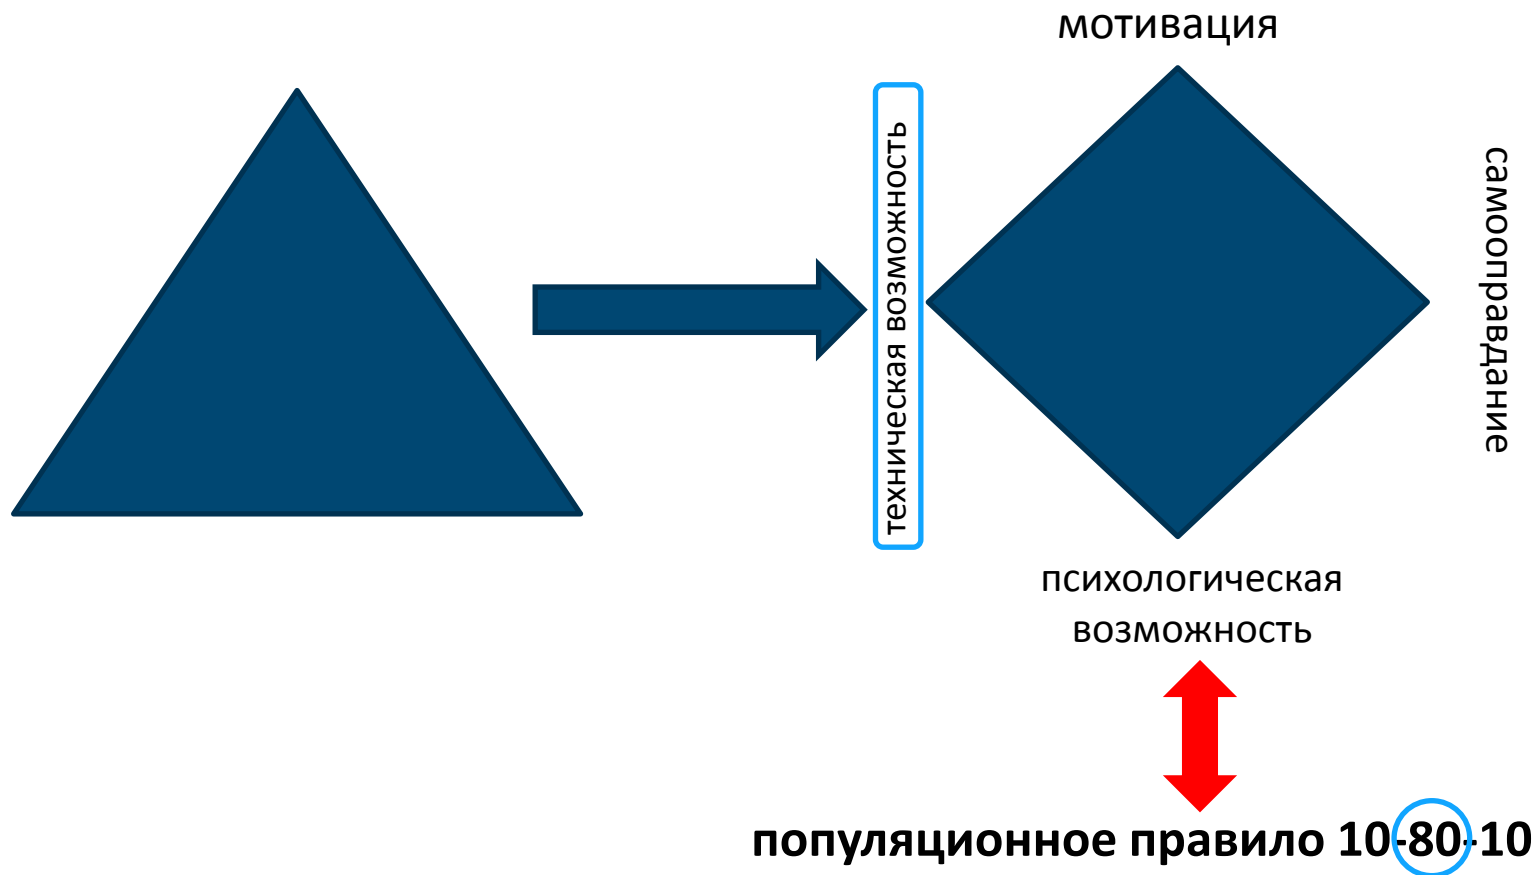 мотивация
техническая возможность
самооправдание
психологическая
возможность
популяционное правило 10-80-10